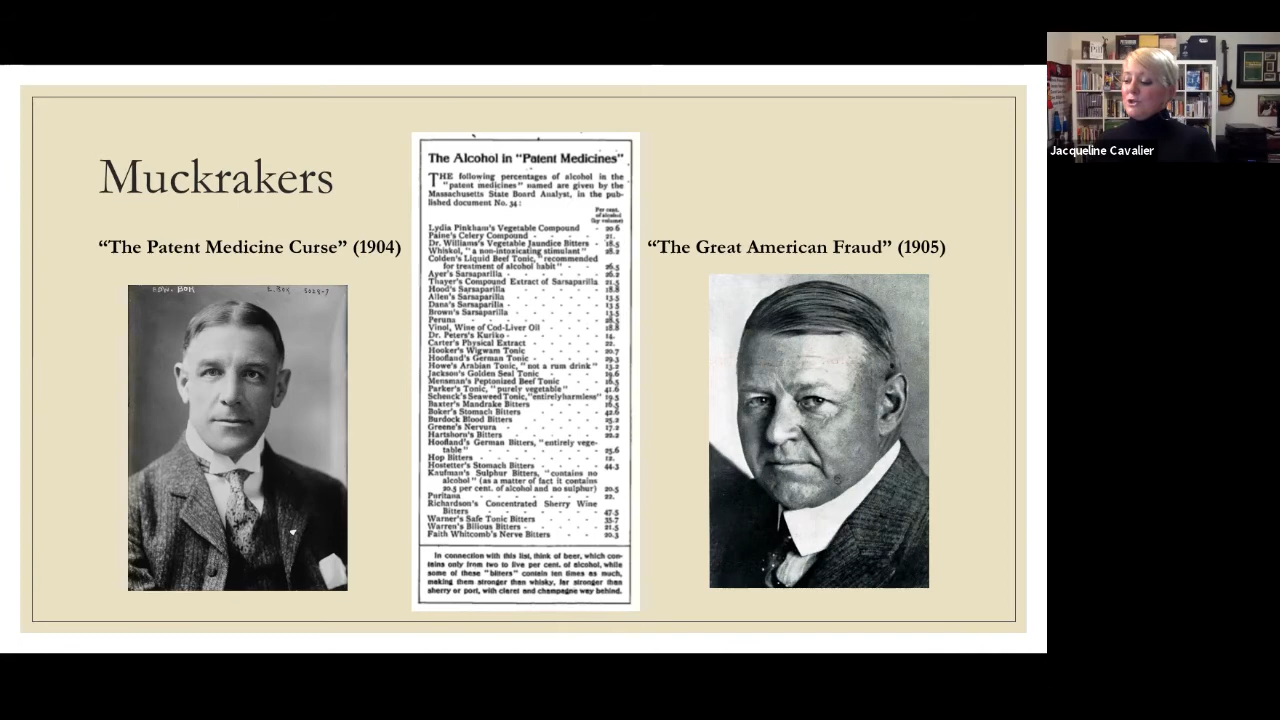 Jacqueline Cavalier
Muckrakers
“The Patent Medicine Curse” (1904)
EDW. BOK
E. BOK
The Alcohol in "Patent Medicines"
THE following percentages of alcohol in the
"patent medicines" named are given by the
Massachusetts State Board Analyst, in the pub-
lished document No. 34:
Per cent.
of alcohol
(by volume)
Lydia Pinkham's Vegetable Compound - 20.6
Paine's Celery Compound - - 21.
Dr. Williams's Vegetable Jaundice Bitters - 18.5
Whiskol, "a non-intoxicating stimulant" - 28.2
Colden's Liquid Beef Tonic, "recommended
for treatment of alcohol habit" - - 26.5
Ayer's Sarsaparilla - - - - 26.2
Thayer's Compound Extract of Sarsaparilla 21.5
Hood's Sarsaparilla - - - - 18.8
Allen's Sarsaparilla - - - - 13.5
Dana's Sarsaparilla - - - - 13.5
Brown's Sarsaparilla - - - - 13.5
Peruna - - - - - 28.5
Vinol, Wine of Cod-Liver Oil - - - 18.8
Dr. Peters's Kuriko - - - - 14.
Carter's Physical Extract - - - 22.
Hooker's Wigwam Tonic - - - 20.7
Hoofland's German Tonic - - - 29.3
Howe's Arabian Tonic, "not a rum drink" - 13.2
Jackson's Golden Seal Tonic - - - 19.6
Mensman's Peptonized Beef Tonic - - 16.5
Parker's Tonic, "purely vegetable" - - 41.6
Schenck's Seaweed Tonic, "entirely harmless" 19.5
Baxter's Mandrake Bitters - - - 16.5
Boker's Stomach Bitters - - - 42.6
Burdock Blood Bitters - - - 25.2
Greene's Nervura - - - - 17.2
Hartshorn's Bitters - - - - 22.2
Hoofland's German Bitters, "entirely vege-
table" - - - - - 25.6
Hop Bitters - - - - - 12.
Hostetter's Stomach Bitters - - - 44.3
Kaufman's Sulphur Bitters, "contains no
alcohol" (as a matter of fact it contains
20.5 per cent. of alcohol and no sulphur) - 20.5
Puritana - - - - - 22.
Richardson's Concentrated Sherry Wine
Bitters - - - - - 47.5
Warner's Safe Tonic Bitters - - - 35.7
Warren's Bilious Bitters - - - 21.5
Faith Whitcomb's Nerve Bitters - - 20.3
In connection with this list, think of beer, which con-
tains only from two to five per cent. of alcohol, while
some of these "bitters" contain ten times as much,
making them stronger than whisky, far stronger than
sherry or port, with claret and champagne way behind.
“The Great American Fraud” (1905)